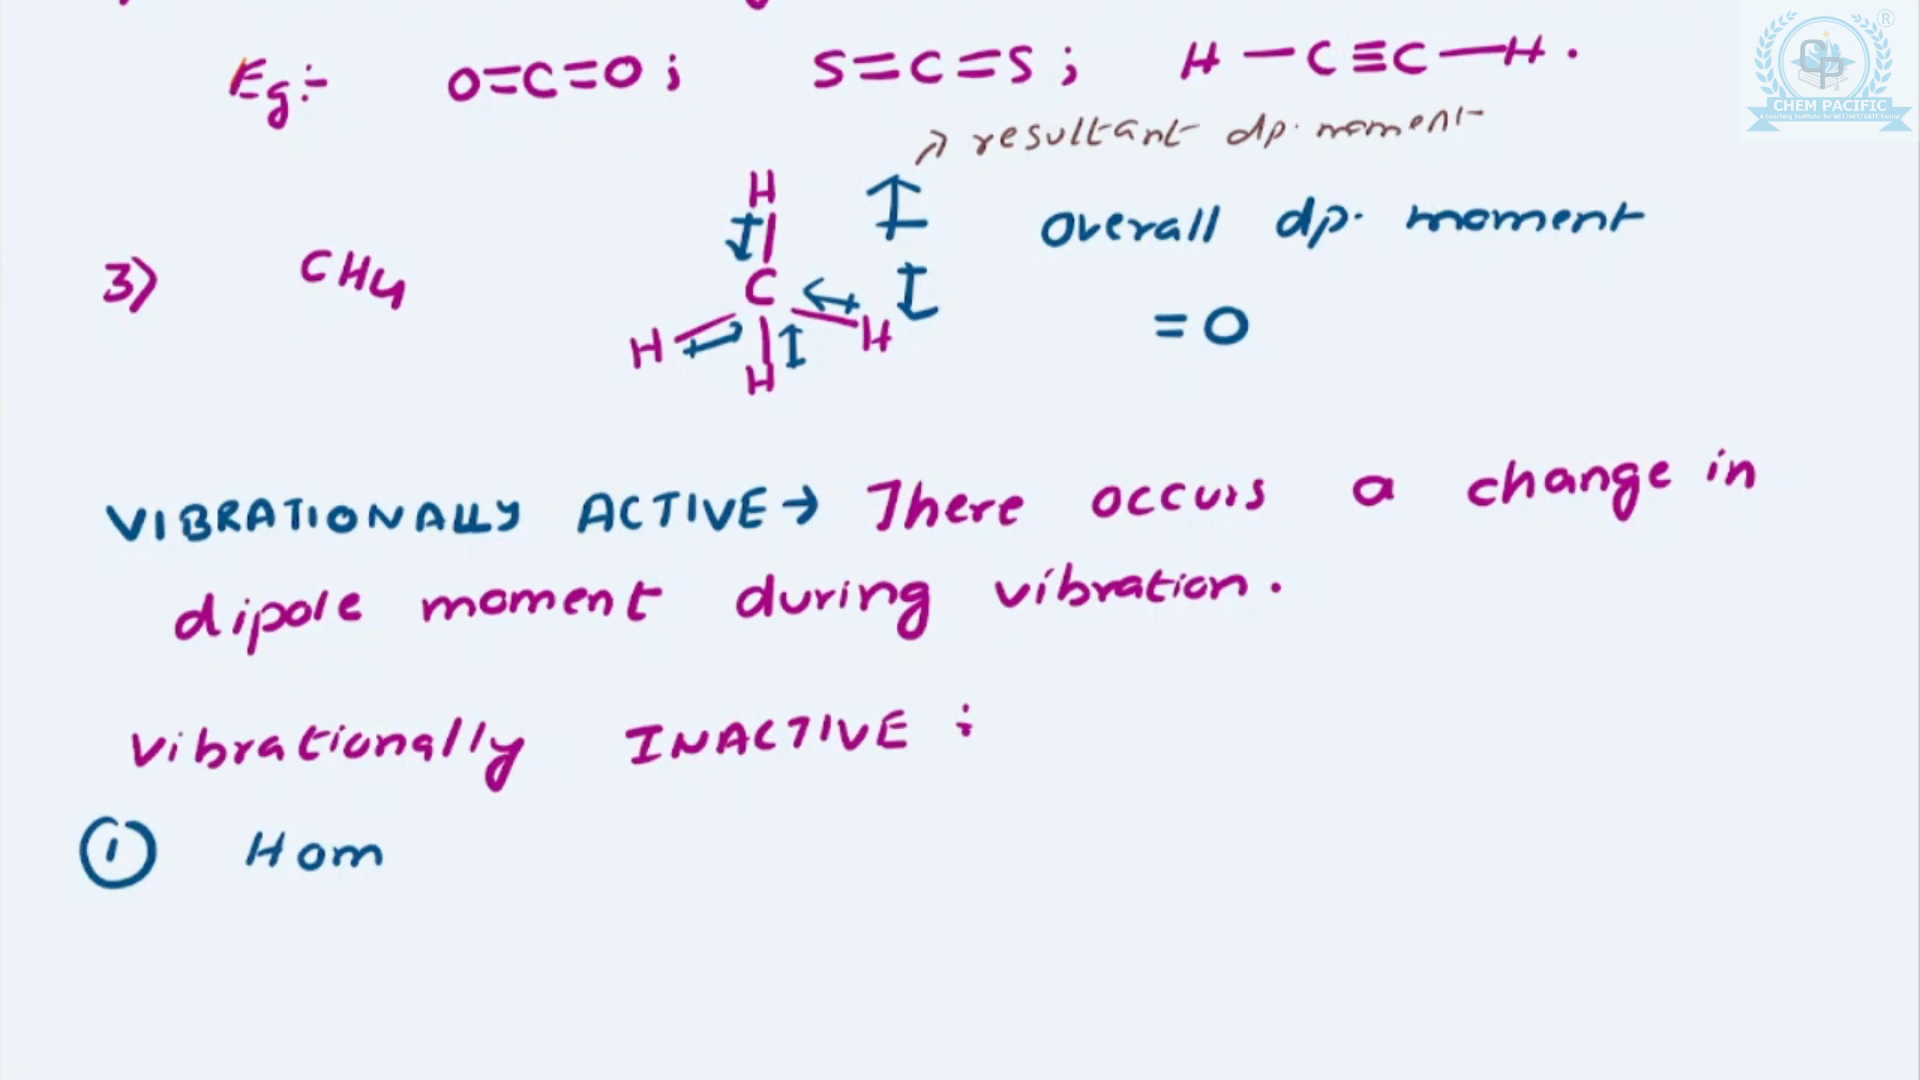 Eg:- O=C=O ; S=C=S ; H-C≡C-H .
resultant dp. moment
H
3) CH4 C overall dp. moment
H H = 0
H
VIBRATIONALLY ACTIVE → There occurs a change in
dipole moment during vibration.
Vibrationally INACTIVE :
① Hom
CP
CHEM PACIFIC
®